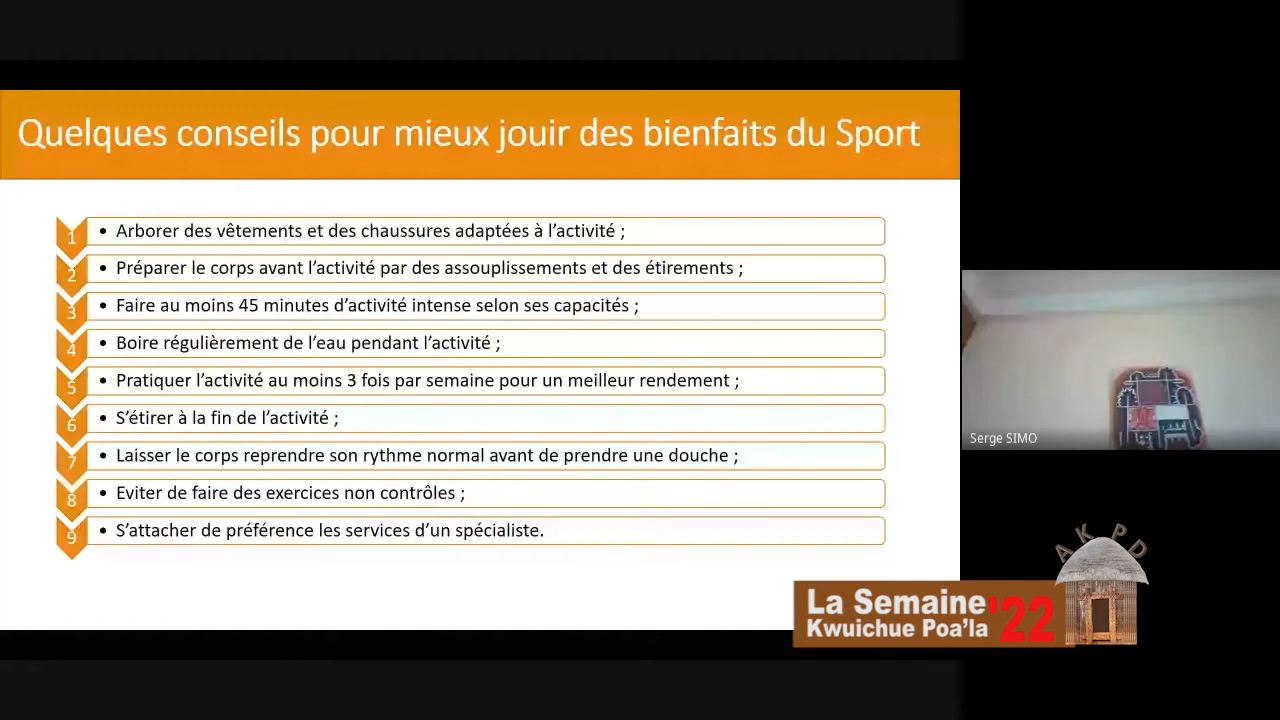 Quelques conseils pour mieux jouir des bienfaits du Sport
1 • Arborer des vêtements et des chaussures adaptées à l’activité ;
2 • Préparer le corps avant l’activité par des assouplissements et des étirements ;
3 • Faire au moins 45 minutes d’activité intense selon ses capacités ;
4 • Boire régulièrement de l’eau pendant l’activité ;
5 • Pratiquer l’activité au moins 3 fois par semaine pour un meilleur rendement ;
6 • S’étirer à la fin de l’activité ;
7 • Laisser le corps reprendre son rythme normal avant de prendre une douche ;
8 • Eviter de faire des exercices non contrôles ;
9 • S’attacher de préférence les services d’un spécialiste.
Serge SIMO
AKPD
La Semaine '22
Kwuichue Poa’la